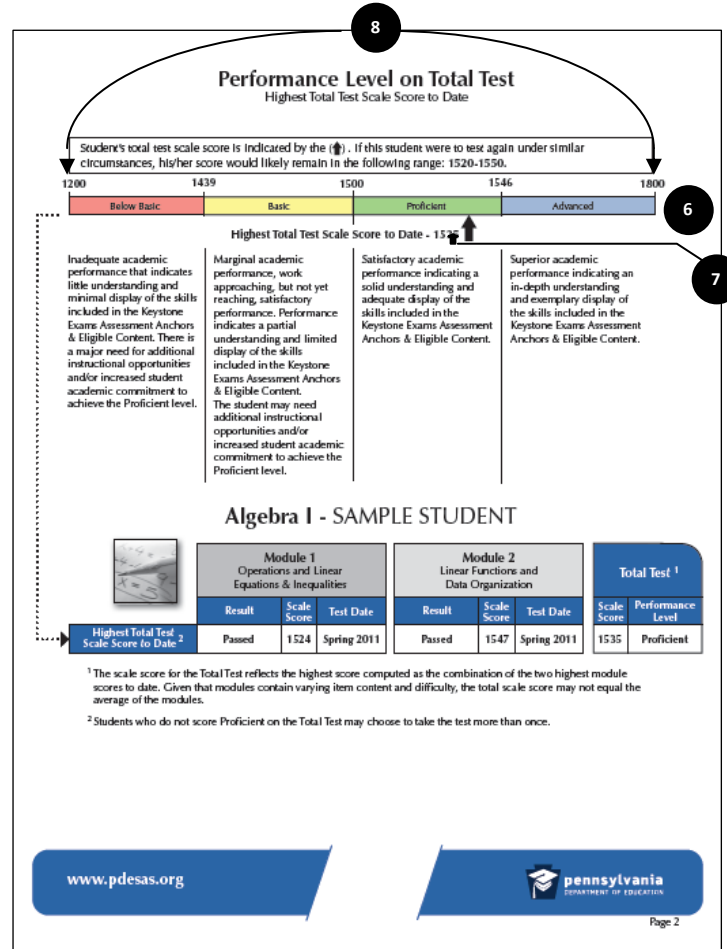 8
Performance Level on Total Test
Highest Total Test Scale Score to Date
Student's total test scale score is indicated by the (⬆) . If this student were to test again under similar
circumstances, his/her score would likely remain in the following range: 1520-1550.
1200 1439 1500 1546 1800
Below Basic Basic Proficient Advanced
6
Highest Total Test Scale Score to Date - 1535
7
Inadequate academic
performance that indicates
little understanding and
minimal display of the skills
included in the Keystone
Exams Assessment Anchors
& Eligible Content. There is
a major need for additional
instructional opportunities
and/or increased student
academic commitment to
achieve the Proficient level.
Marginal academic
performance, work
approaching, but not yet
reaching, satisfactory
performance. Performance
indicates a partial
understanding and limited
display of the skills
included in the Keystone
Exams Assessment Anchors
& Eligible Content.
The student may need
additional instructional
opportunities and/or
increased student academic
commitment to achieve the
Proficient level.
Satisfactory academic
performance indicating a
solid understanding and
adequate display of the
skills included in the
Keystone Exams Assessment
Anchors & Eligible Content.
Superior academic
performance indicating an
in-depth understanding
and exemplary display of
the skills included in the
Keystone Exams Assessment
Anchors & Eligible Content.
Algebra I - SAMPLE STUDENT
Module 1
Operations and Linear
Equations & Inequalities
Module 2
Linear Functions and
Data Organization
Total Test 1
Result Scale Score Test Date Result Scale Score Test Date Scale Score Performance Level
Highest Total Test
Scale Score to Date 2
Passed 1524 Spring 2011 Passed 1547 Spring 2011 1535 Proficient
1 The scale score for the Total Test reflects the highest score computed as the combination of the two highest module
scores to date. Given that modules contain varying item content and difficulty, the total scale score may not equal the
average of the modules.
2 Students who do not score Proficient on the Total Test may choose to take the test more than once.
www.pdesas.org
pennsylvania
DEPARTMENT OF EDUCATION
Page 2